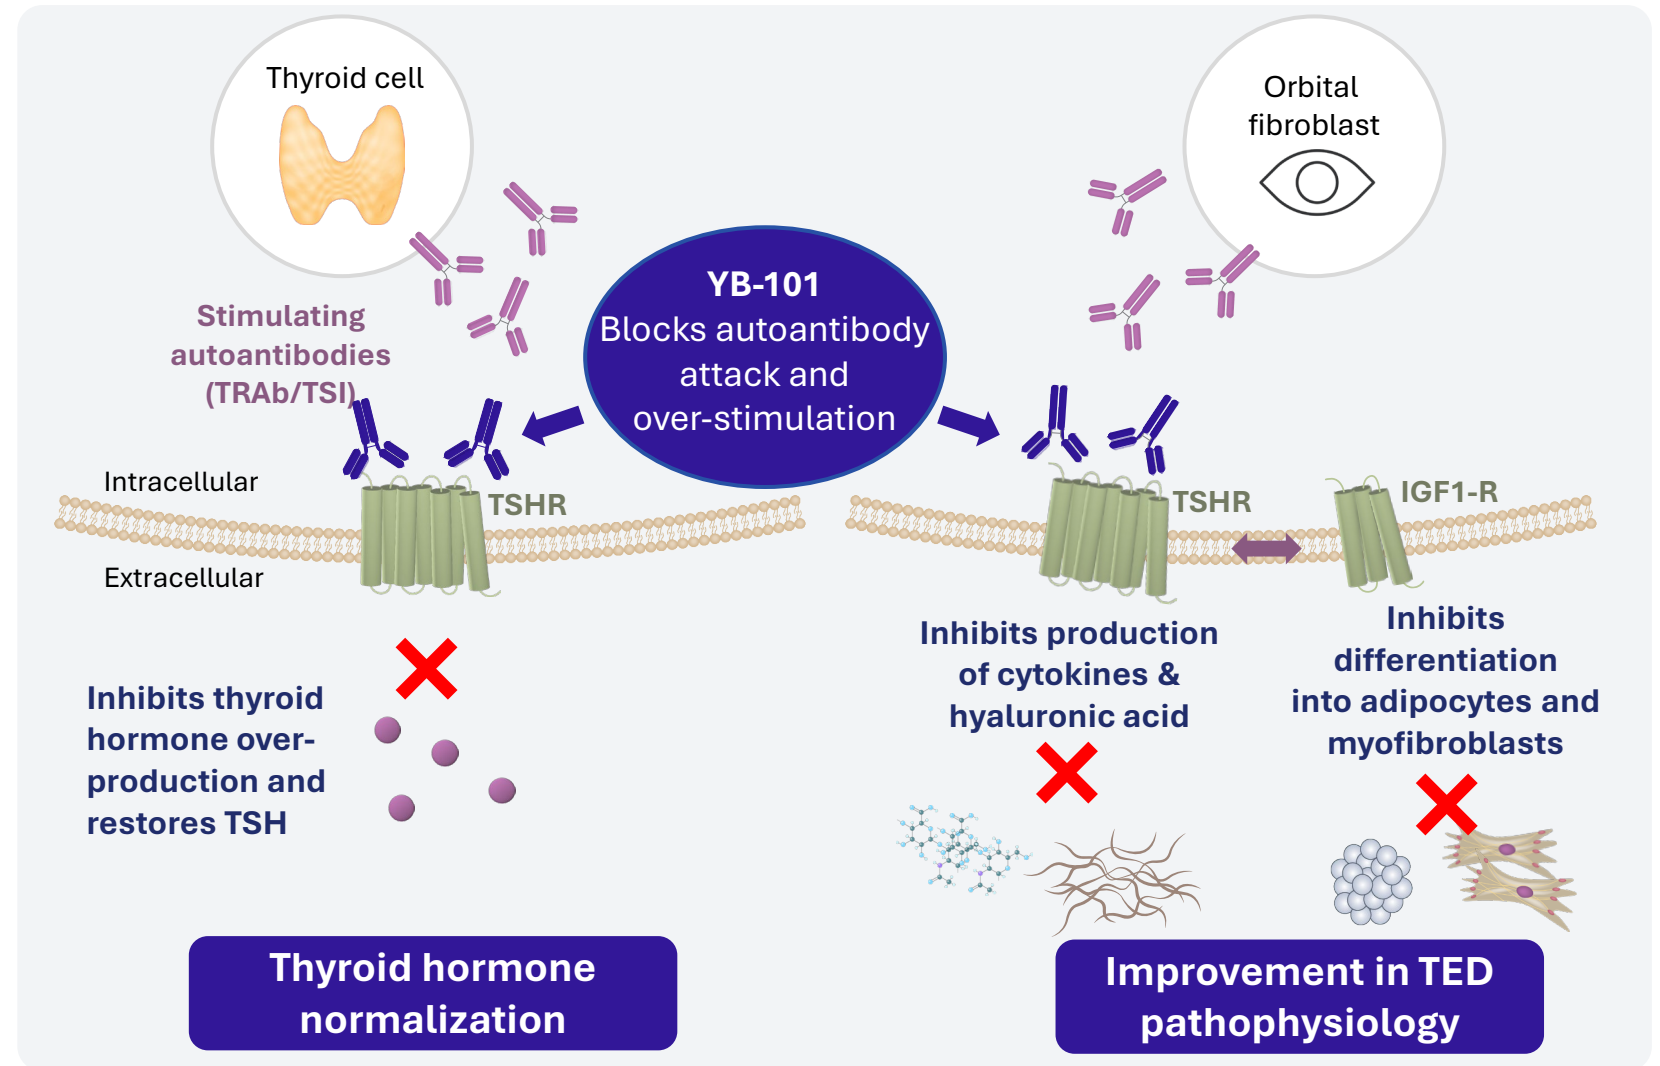 Thyroid cell
Orbital
fibroblast
YB-101
Blocks autoantibody
attack and
over-stimulation
Stimulating
autoantibodies
(TRAb/TSI)
Intracellular
Extracellular
TSHR
TSHR
IGF1-R
Inhibits thyroid
hormone over-
production and
restores TSH
Inhibits production
of cytokines &
hyaluronic acid
Inhibits
differentiation
into adipocytes and
myofibroblasts
Thyroid hormone
normalization
Improvement in TED
pathophysiology